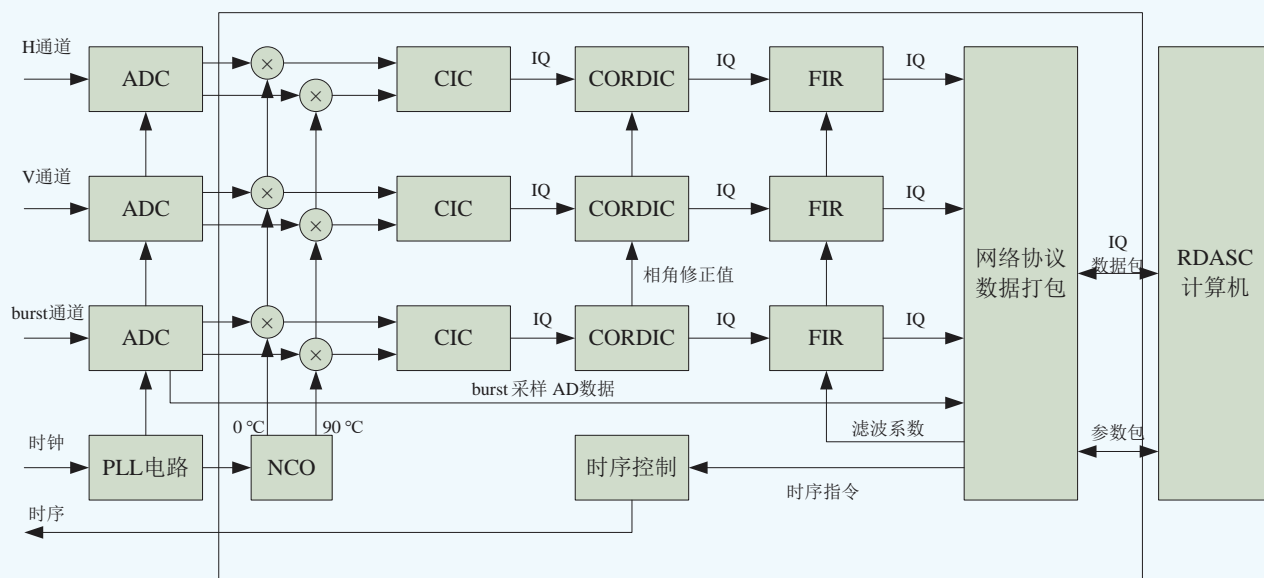 H通道
ADC
×
×
CIC
IQ
CORDIC
IQ
FIR
IQ
V通道
ADC
×
×
CIC
IQ
CORDIC
IQ
FIR
IQ
网络协议
数据打包
IQ
数据包
RDASC
计算机
相角修正值
burst通道
ADC
×
×
CIC
IQ
CORDIC
IQ
FIR
IQ
burst 采样 AD数据
时钟
PLL电路
0 ℃
90 ℃
NCO
时序控制
滤波系数
参数包
时序指令
时序